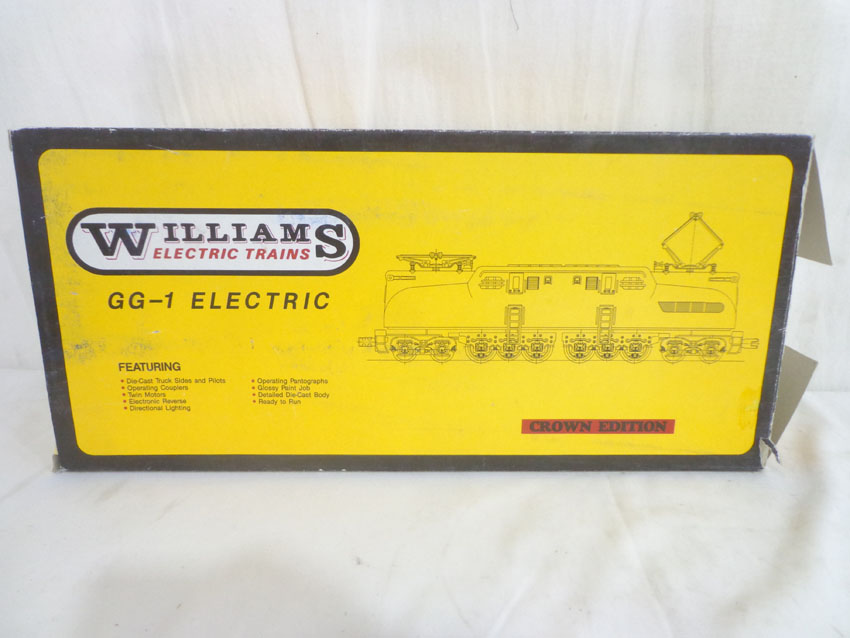 WILLIAMS
ELECTRIC TRAINS
GG-1 ELECTRIC
FEATURING
• Die-Cast Truck Sides and Pilots
• Operating Couplers
• Twin Motors
• Electronic Reverse
• Directional Lighting
• Operating Pantographs
• Glossy Paint Job
• Detailed Die-Cast Body
• Ready to Run
CROWN EDITION